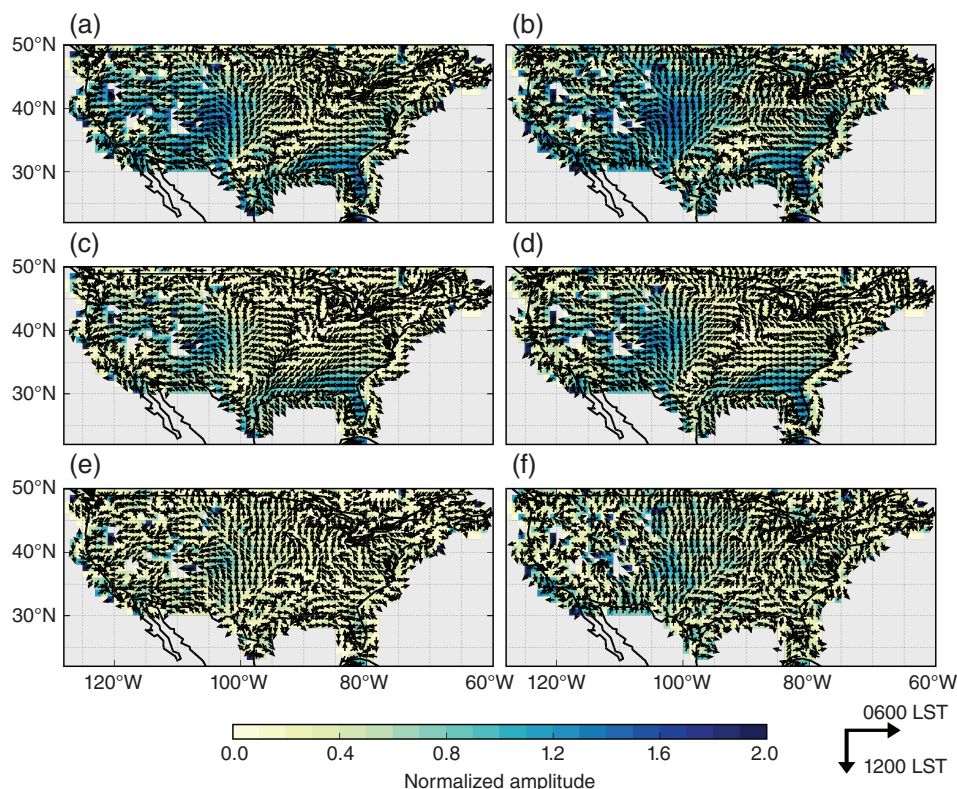 (a) (b)
50°N
40°N
30°N
(c) (d)
50°N
40°N
30°N
(e) (f)
50°N
40°N
30°N
120°W 100°W 80°W 60°W 120°W 100°W 80°W 60°W
0600 LST
1200 LST
0.0 0.4 0.8 1.2 1.6 2.0
Normalized amplitude